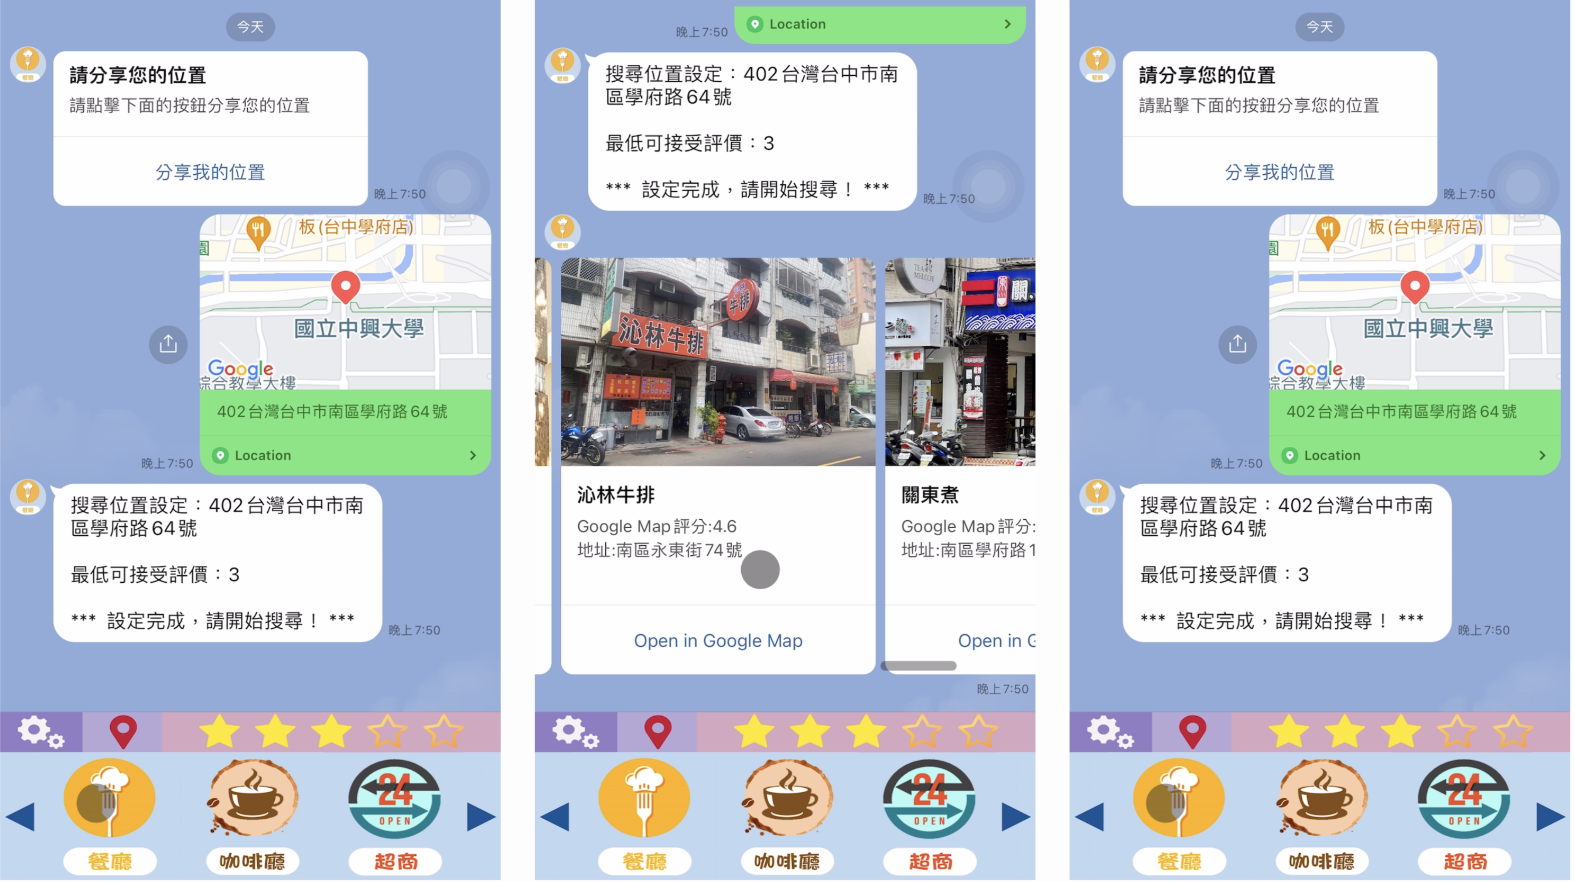 今天
請分享您的位置
請點擊下面的按鈕分享您的位置
分享我的位置
晚上7:50
板(台中學府店)
園
國立中興大學
Google
綜合教學大樓
402台灣台中市南區學府路64號
Location
晚上7:50
搜尋位置設定：402台灣台中市南
區學府路64號
最低可接受評價：3
*** 設定完成，請開始搜尋！ ***
晚上7:50
24
OPEN
餐廳
咖啡廳
超商
Location
晚上7:50
搜尋位置設定：402台灣台中市南
區學府路64號
最低可接受評價：3
*** 設定完成，請開始搜尋！ ***
晚上7:50
沁林牛排
牛排
沁林牛排
Google Map評分:4.6
地址:南區永東街74號
Open in Google Map
關
關東煮
Google Map評分:
地址:南區學府路1
Open in G
晚上7:50
24
OPEN
餐廳
咖啡廳
超商
今天
請分享您的位置
請點擊下面的按鈕分享您的位置
分享我的位置
晚上7:50
板(台中學府店)
園
國立中興大學
Google
綜合教學大樓
402台灣台中市南區學府路64號
Location
晚上7:50
搜尋位置設定：402台灣台中市南
區學府路64號
最低可接受評價：3
*** 設定完成，請開始搜尋！ ***
晚上7:50
24
OPEN
餐廳
咖啡廳
超商